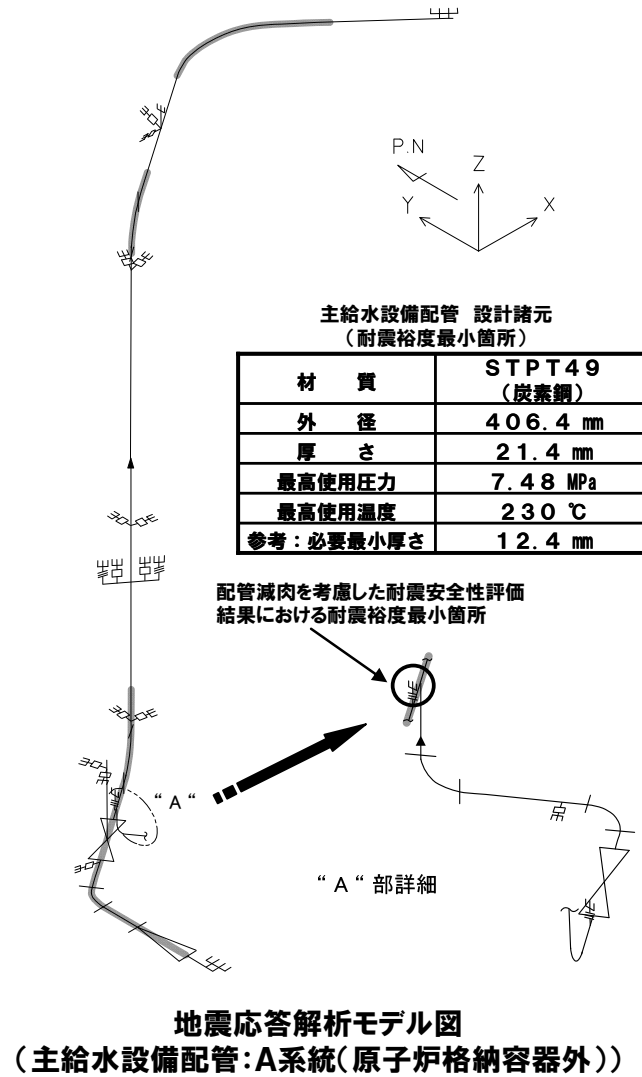 P.N
Z
Y
X
主給水設備配管 設計諸元
(耐震裕度最小箇所)
材 質 STPT49
(炭素鋼)
外 径 406.4 mm
厚 さ 21.4 mm
最高使用圧力 7.48 MPa
最高使用温度 230 ℃
参考:必要最小厚さ 12.4 mm
配管減肉を考慮した耐震安全性評価
結果における耐震裕度最小箇所
“ A “
“ A “ 部詳細
地震応答解析モデル図
(主給水設備配管:A系統(原子炉格納容器外))